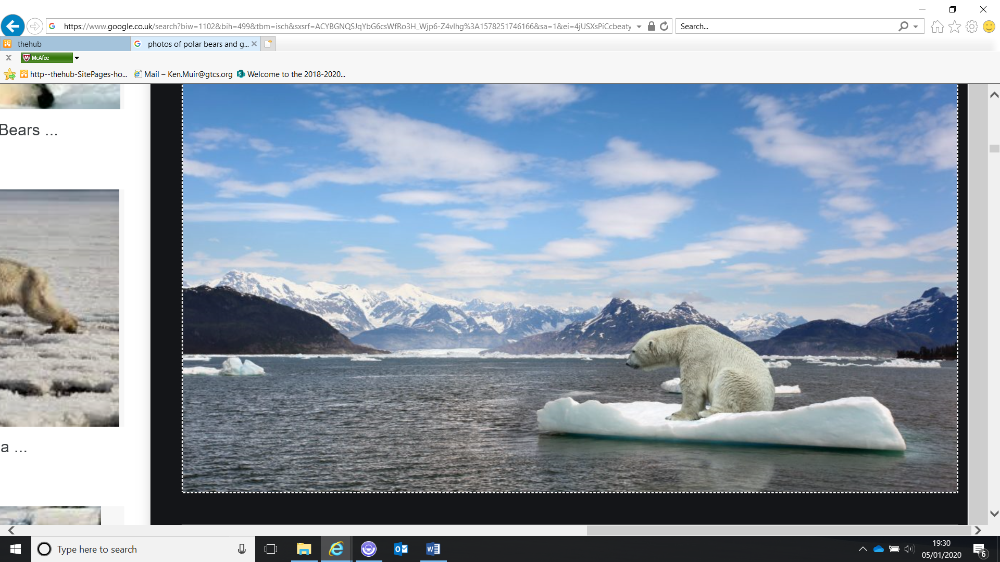 https://www.google.co.uk/search?biw=1102&bih=499&tbm=isch&sxsrf=ACYBGNQSJqYbG6csWfRo3H_Wjp6-Z4vIhg%3A1578251746166&sa=1&ei=4jUSXsPiCcbeaty
Search...
thehub
photos of polar bears and g...
McAfee
http--thehub-SitePages-ho...
Mail – Ken.Muir@gtcs.org
Welcome to the 2018-2020...
Bears ...
a ...
Type here to search
19:30
05/01/2020
6